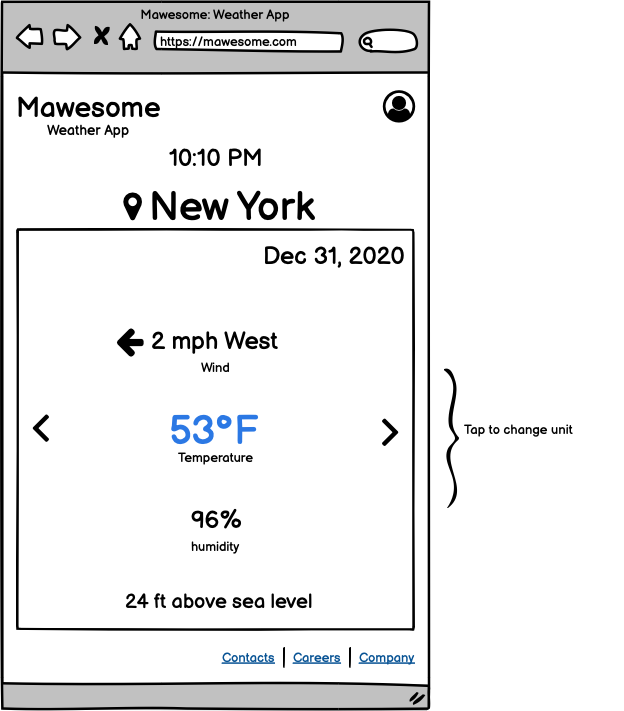 Mawesome: Weather App
https://mawesome.com
Mawesome
Weather App
10:10 PM
New York
Dec 31, 2020
2 mph West
Wind
53°F
Temperature
96%
humidity
24 ft above sea level
Tap to change unit
Contacts | Careers | Company